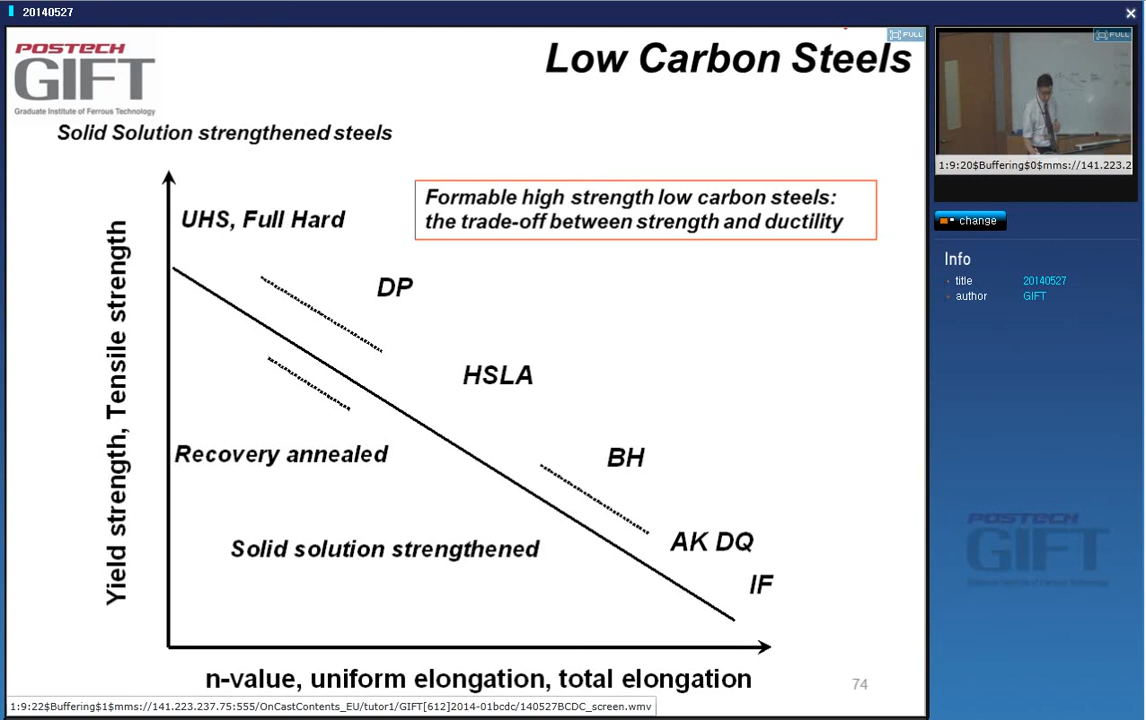 20140527
POSTECH
GIFT
Graduate Institute of Ferrous Technology
Low Carbon Steels
FULL
Solid Solution strengthened steels
Formable high strength low carbon steels:
the trade-off between strength and ductility
UHS, Full Hard
DP
HSLA
BH
AK DQ
IF
Recovery annealed
Solid solution strengthened
Yield strength, Tensile strength
n-value, uniform elongation, total elongation
74
1:9:22$Buffering$1$mms://141.223.237.75:555/OnCastContents_EU/tutor1/GIFT[612]2014-01bcdc/140527BCDC_screen.wmv
FULL
1:9:20$Buffering$0$mms://141.223.2
change
Info
title 20140527
author GIFT
POSTECH
GIFT